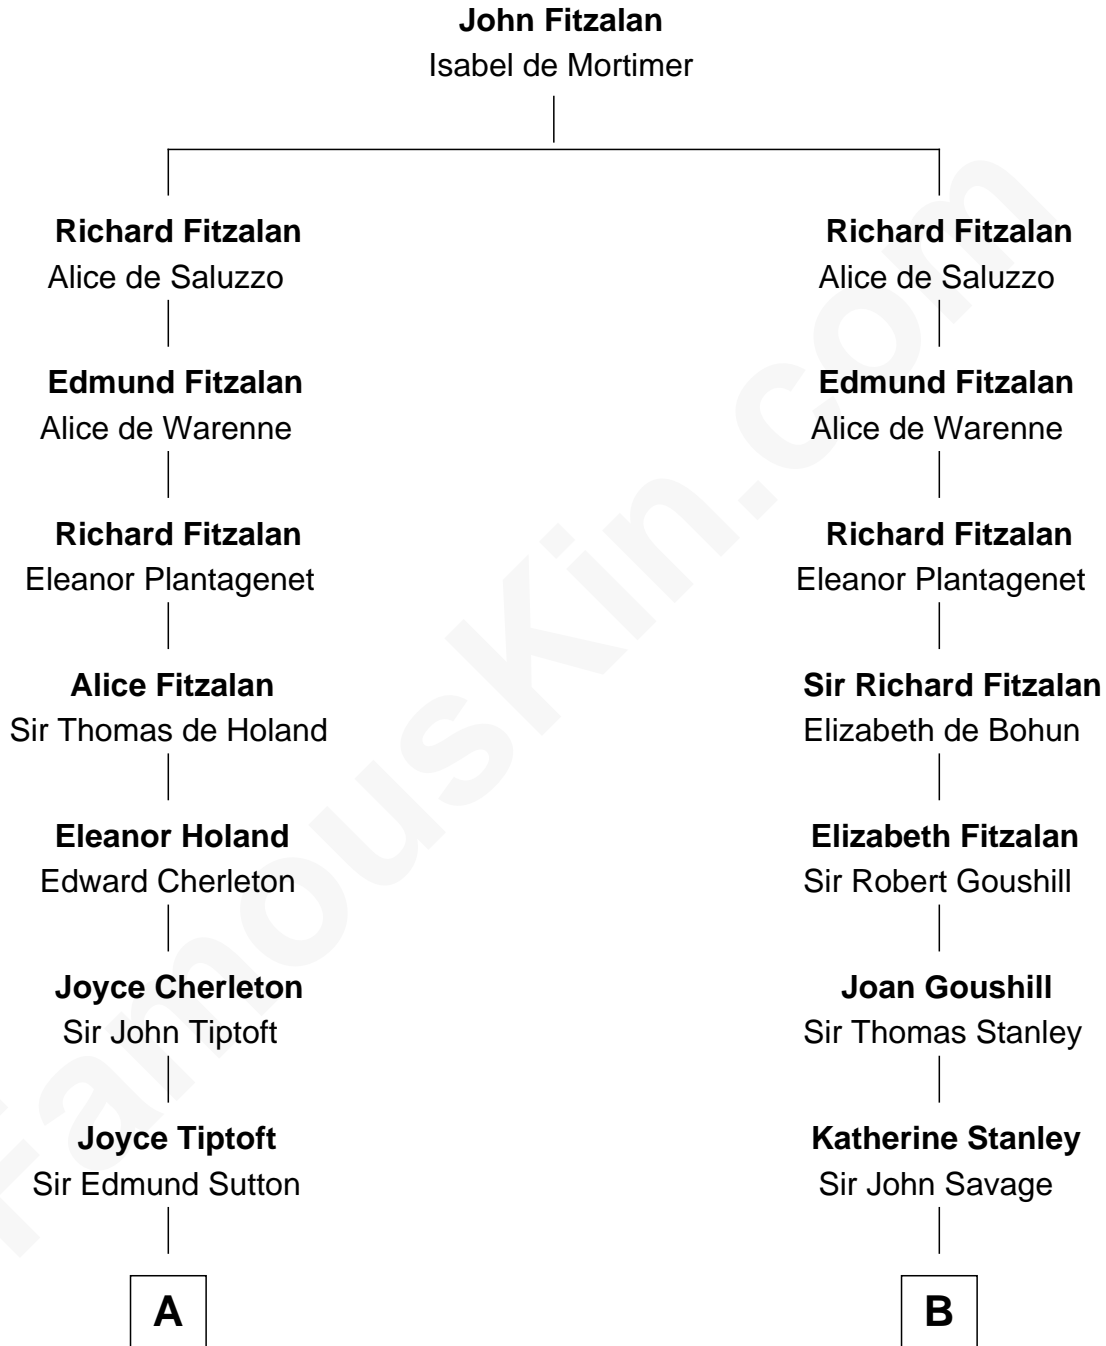 John Fitzalan
Isabel de Mortimer
Richard Fitzalan
Alice de Saluzzo
Richard Fitzalan
Alice de Saluzzo
Edmund Fitzalan
Alice de Warenne
Edmund Fitzalan
Alice de Warenne
Richard Fitzalan
Eleanor Plantagenet
Richard Fitzalan
Eleanor Plantagenet
Alice Fitzalan
Sir Thomas de Holand
Sir Richard Fitzalan
Elizabeth de Bohun
Eleanor Holand
Edward Cherleton
Elizabeth Fitzalan
Sir Robert Goushill
Joyce Cherleton
Sir John Tiptoft
Joan Goushill
Sir Thomas Stanley
Joyce Tiptoft
Sir Edmund Sutton
Katherine Stanley
Sir John Savage
A
B
FamousKin.com